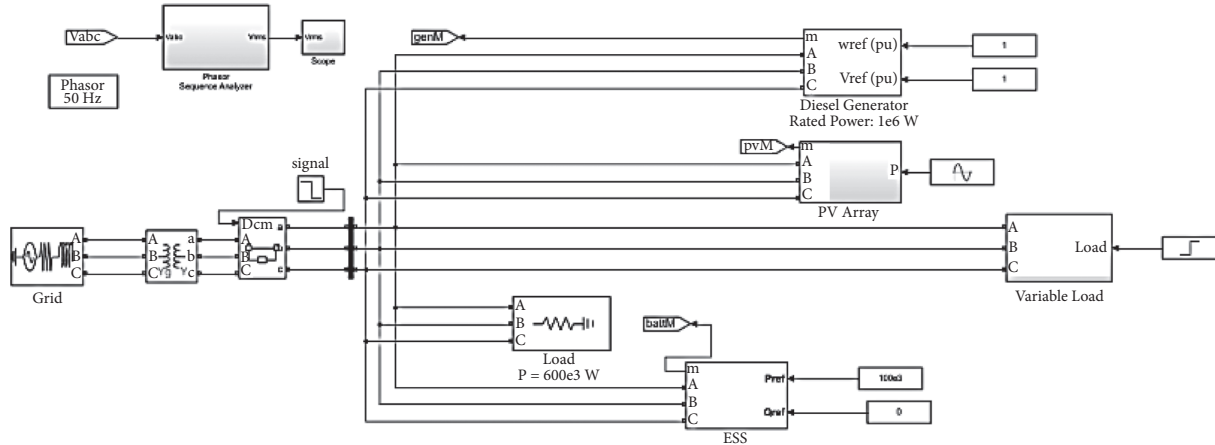 Vabc
Vabc
Vrms
Vrms
Scope
Phasor
Sequence Analyzer
Phasor
50 Hz
genM
m
A
B
C
wref (pu)
Vref (pu)
1
1
Diesel Generator
Rated Power: 1e6 W
pvM
m
A
B
C
P
PV Array
signal
A
B
C
Grid
A
B
C
Yg
Y
a
b
c
Dcm
A
B
C
a
b
c
A
B
C
Load
Variable Load
A
B
C
Load
P = 600e3 W
battM
m
A
B
C
Pref
Qref
100e3
0
ESS